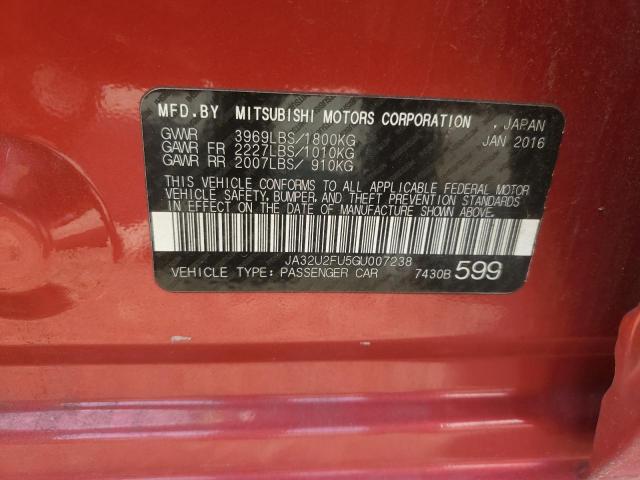 MFD.BY MITSUBISHI MOTORS CORPORATION , JAPAN
GVWR 3969LBS/1800KG JAN 2016
GAWR FR 2227LBS/1010KG
GAWR RR 2007LBS/ 910KG
THIS VEHICLE CONFORMS TO ALL APPLICABLE FEDERAL MOTOR
VEHICLE SAFETY, BUMPER, AND THEFT PREVENTION STANDARDS
IN EFFECT ON THE DATE OF MANUFACTURE SHOWN ABOVE.
JA32U2FU5GU007238
VEHICLE TYPE: PASSENGER CAR 7430B 599